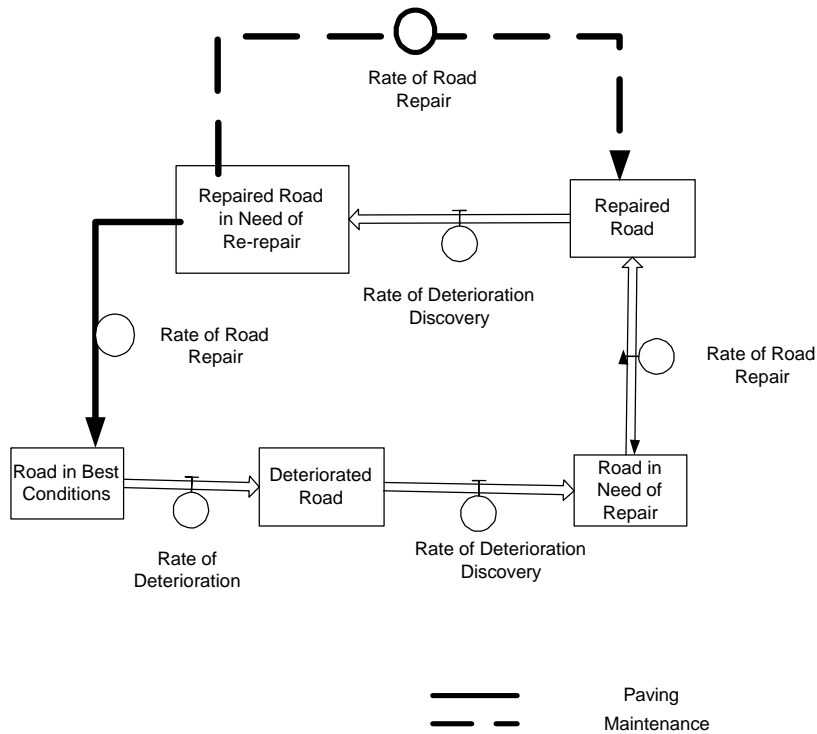 Rate of Road
Repair
Repaired Road
in Need of
Re-repair
Repaired
Road
Rate of Deterioration
Discovery
Rate of Road
Repair
Rate of Road
Repair
Road in Best
Conditions
Deteriorated
Road
Road in
Need of
Repair
Rate of
Deterioration
Rate of Deterioration
Discovery
Paving
Maintenance